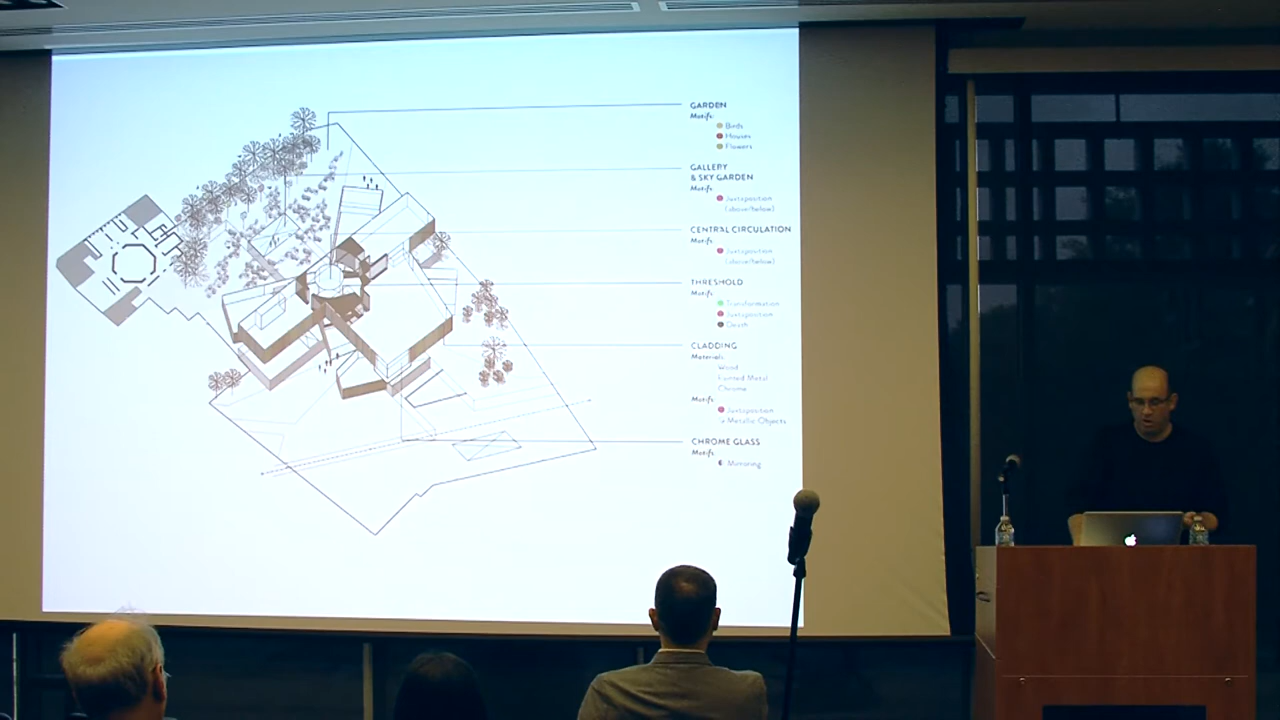 GARDEN
Motifs
Birds
Houses
Flowers
GALLERY
& SKY GARDEN
Motifs
Juxtaposition
(above/below)
CENTRAL CIRCULATION
Motifs
Juxtaposition
(above/below)
THRESHOLD
Motifs
Transformation
Juxtaposition
Death
CLADDING
Materials
Wood
Painted Metal
Chrome
Motifs
Juxtaposition
Metallic Objects
CHROME GLASS
Motifs
Mirroring